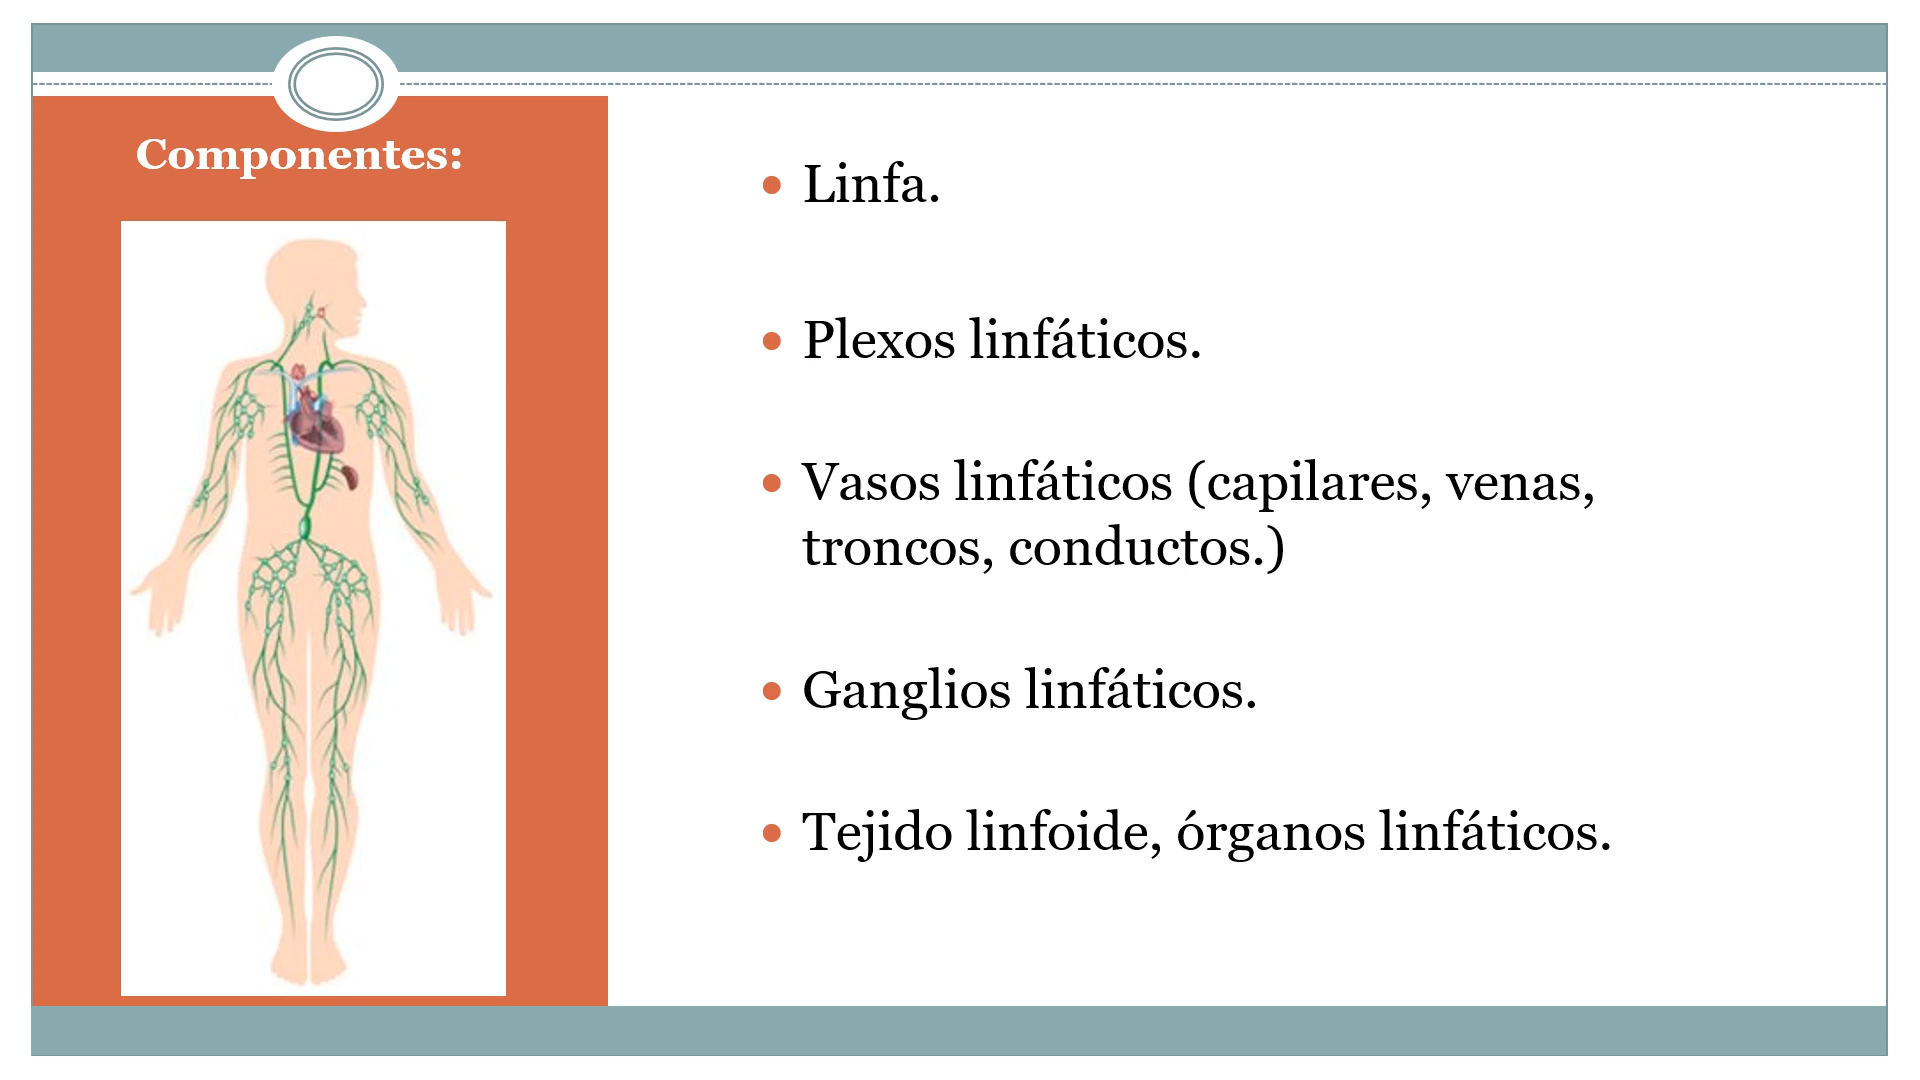 Componentes:
• Linfa.
• Plexos linfáticos.
• Vasos linfáticos (capilares, venas,
troncos, conductos.)
• Ganglios linfáticos.
• Tejido linfoide, órganos linfáticos.